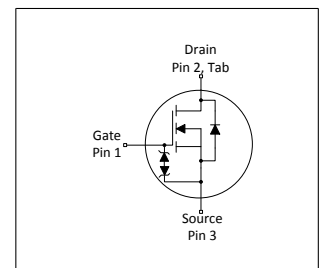 Drain
Pin 2, Tab
Gate
Pin 1
Source
Pin 3